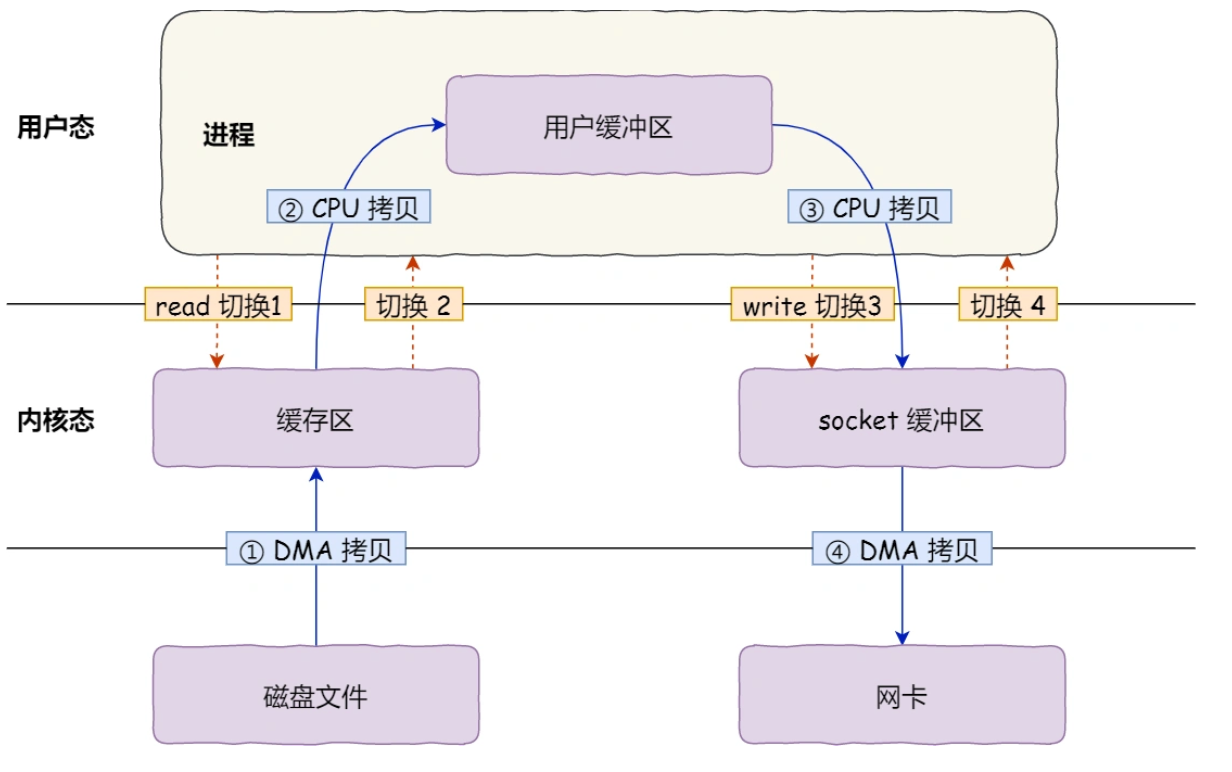 用户态
进程
用户缓冲区
② CPU 拷贝
③ CPU 拷贝
read 切换1
切换 2
write 切换3
切换 4
内核态
缓存区
socket 缓冲区
① DMA 拷贝
④ DMA 拷贝
磁盘文件
网卡